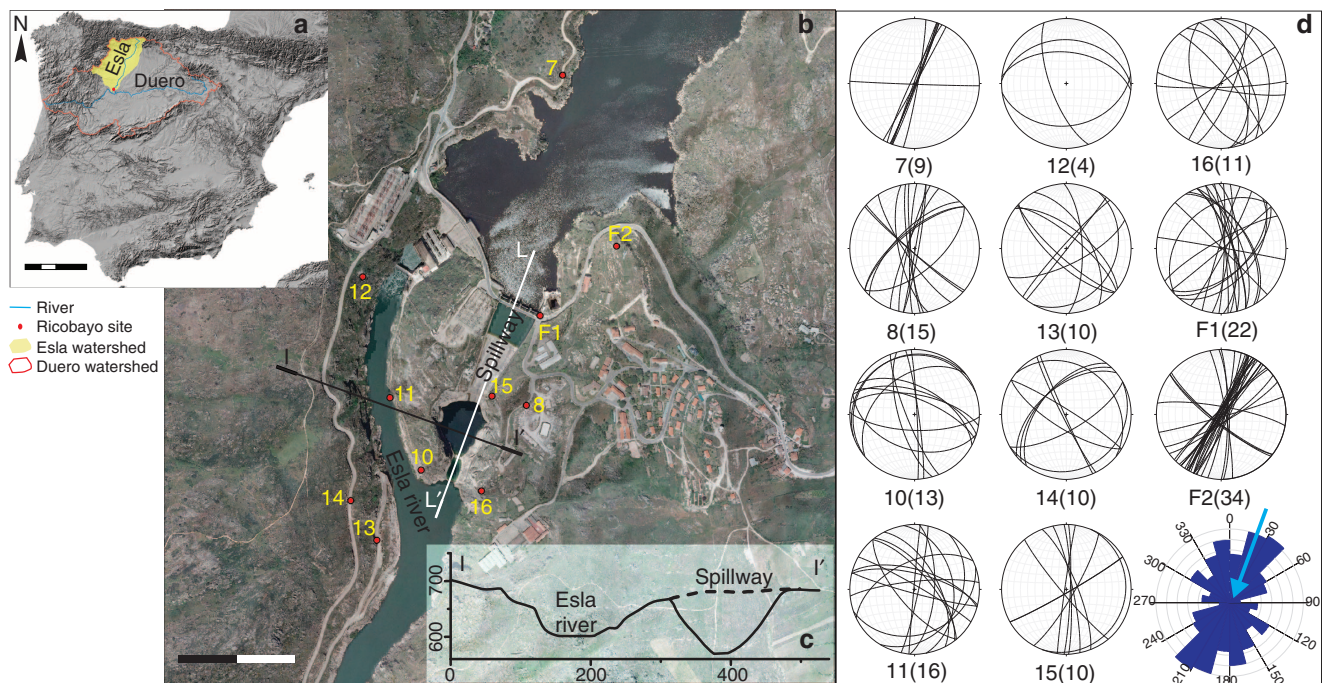 N
a
Esla
Duero
River
Ricobayo site
Esla watershed
Duero watershed
b
7
F2
L
12
F1
Spillway
I
11
15
8
I′
10
Esla river
L′
14
16
13
I
I′
700
Spillway
Esla
river
600
c
0
200
400
d
7(9)
12(4)
16(11)
8(15)
13(10)
F1(22)
10(13)
14(10)
F2(34)
11(16)
15(10)
0
330
30
300
60
270
90
240
120
210
150
180